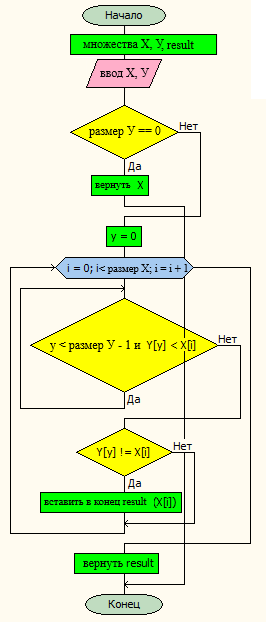 Начало
множества X, Y, result
ввод X, У
размер У == 0
Нет
Да
вернуть X
y = 0
i = 0; i< размер X; i = i + 1
Нет
y < размер У - 1 и Y[y] < X[i]
Да
Y[y] != X[i]
Нет
Да
вставить в конец result (X[i])
вернуть result
Конец